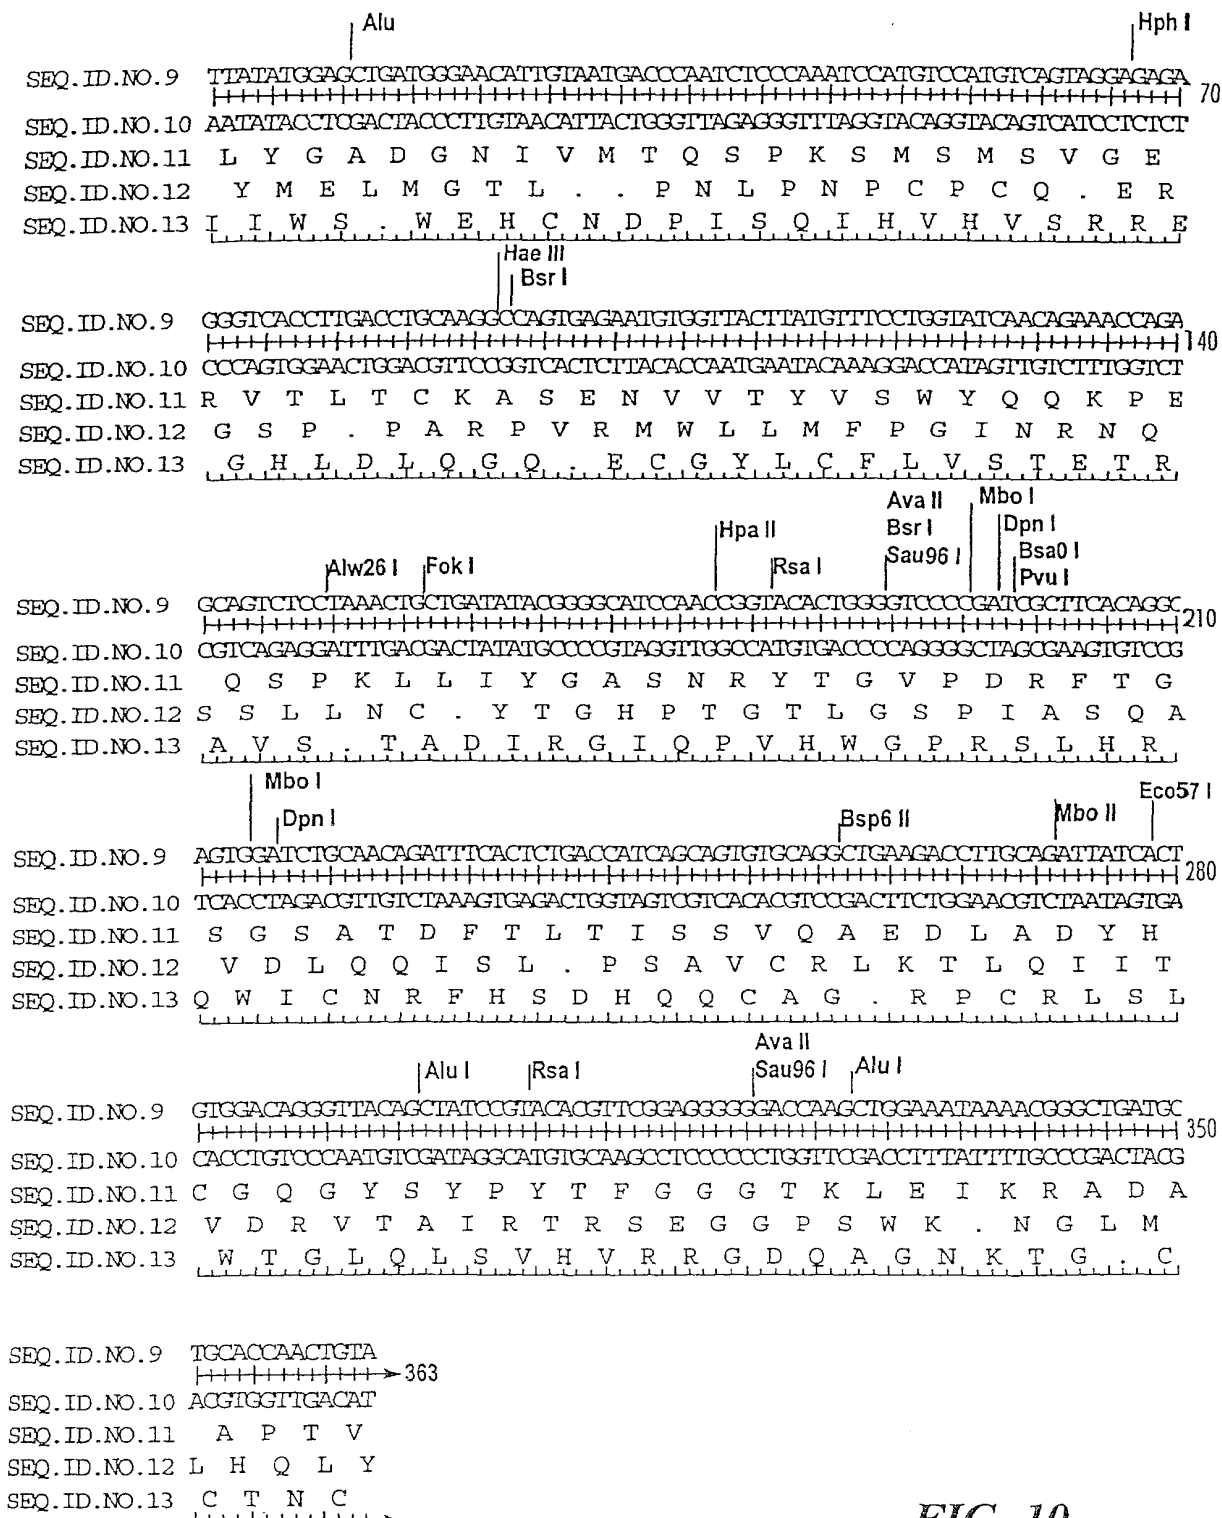 Alu Hph I
SEQ.ID.NO.9 TTATATGGAGCTGATGGGAACATTGTAATGACCCAATCTCCCAAATCCATGTCCATGTCAGTAGGAGAGA
70
SEQ.ID.NO.10 AATATACCTCGACTACCCTTGTAACATTACTGGGTTAGAGGGTTTAGGTACAGGTACAGTCATCCTCTCT
SEQ.ID.NO.11 L Y G A D G N I V M T Q S P K S M S M S V G E
SEQ.ID.NO.12 Y M E L M G T L . . P N L P N P C P C Q . E R
SEQ.ID.NO.13 I I W S . W E H C N D P I S Q I H V H V S R R E
Hae III
Bsr I
SEQ.ID.NO.9 GGGTCACCTTGACCTGCAAGGCCAGTGAGAATGTGGTTACTTATGTTTCCTGGTATCAACAGAAACCAGA
140
SEQ.ID.NO.10 CCCAGTGGAACTGGACGTTCCGGTCACTCTTACACCAATGAATACAAAGGACCATAGTTGTCTTTGGTCT
SEQ.ID.NO.11 R V T L T C K A S E N V V T Y V S W Y Q Q K P E
SEQ.ID.NO.12 G S P . P A R P V R M W L L M F P G I N R N Q
SEQ.ID.NO.13 G H L D L Q G Q . E C G Y L C F L V S T E T R
Ava II Mbo I
Hpa II Bsr I Dpn I
Alw26 I Fok I Rsa I Sau96 I Bsa0 I
Pvu I
SEQ.ID.NO.9 GCAGTCTCCTAAACTGCTGATATACGGGGCATCCAACCGGTACACTGGGGTCCCCGATCGCTTCACAGGC
210
SEQ.ID.NO.10 CGTCAGAGGATTTGACGACTATATGCCCCGTAGGTTGGCCATGTGACCCCAGGGGCTAGCGAAGTGTCCG
SEQ.ID.NO.11 Q S P K L L I Y G A S N R Y T G V P D R F T G
SEQ.ID.NO.12 S S L L N C . Y T G H P T G T L G S P I A S Q A
SEQ.ID.NO.13 A V S . T A D I R G I Q P V H W G P R S L H R
Mbo I Eco57 I
Dpn I Bsp6 II Mbo II
SEQ.ID.NO.9 AGTGGATCTGCAACAGATTTCACTCTGACCATCAGCAGTGTGCAGGCTGAAGACCTTGCAGATTATCACT
280
SEQ.ID.NO.10 TCACCTAGACGTTGTCTAAAGTGAGACTGGTAGTCGTCACACGTCCGACTTCTGGAACGTCTAATAGTGA
SEQ.ID.NO.11 S G S A T D F T L T I S S V Q A E D L A D Y H
SEQ.ID.NO.12 V D L Q Q I S L . P S A V C R L K T L Q I I T
SEQ.ID.NO.13 Q W I C N R F H S D H Q Q C A G . R P C R L S L
Ava II
Alu I Rsa I Sau96 I Alu I
SEQ.ID.NO.9 GTGGACAGGGTTACAGCTATCCGTACACGTTCGGAGGGGGGACCAAGCTGGAAATAAAACGGGCTGATGC
350
SEQ.ID.NO.10 CACCTGTCCCAATGTCGATAGGCATGTGCAAGCCTCCCCCCTGGTTCGACCTTTATTTTGCCCGACTACG
SEQ.ID.NO.11 C G Q G Y S Y P Y T F G G G T K L E I K R A D A
SEQ.ID.NO.12 V D R V T A I R T R S E G G P S W K . N G L M
SEQ.ID.NO.13 W T G L Q L S V H V R R G D Q A G N K T G . C
SEQ.ID.NO.9 TGCACCAACTGTA
363
SEQ.ID.NO.10 ACGTGGTTGACAT
SEQ.ID.NO.11 A P T V
SEQ.ID.NO.12 L H Q L Y
SEQ.ID.NO.13 C T N C
FIG. 10